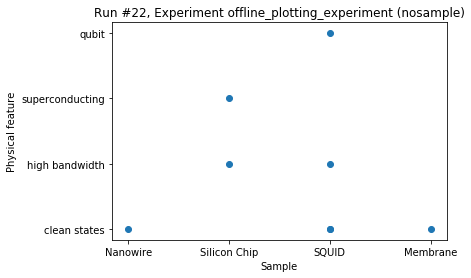 Run #22, Experiment offline_plotting_experiment (nosample)
qubit
superconducting
high bandwidth
clean states
Physical feature
Nanowire
Silicon Chip
SQUID
Membrane
Sample